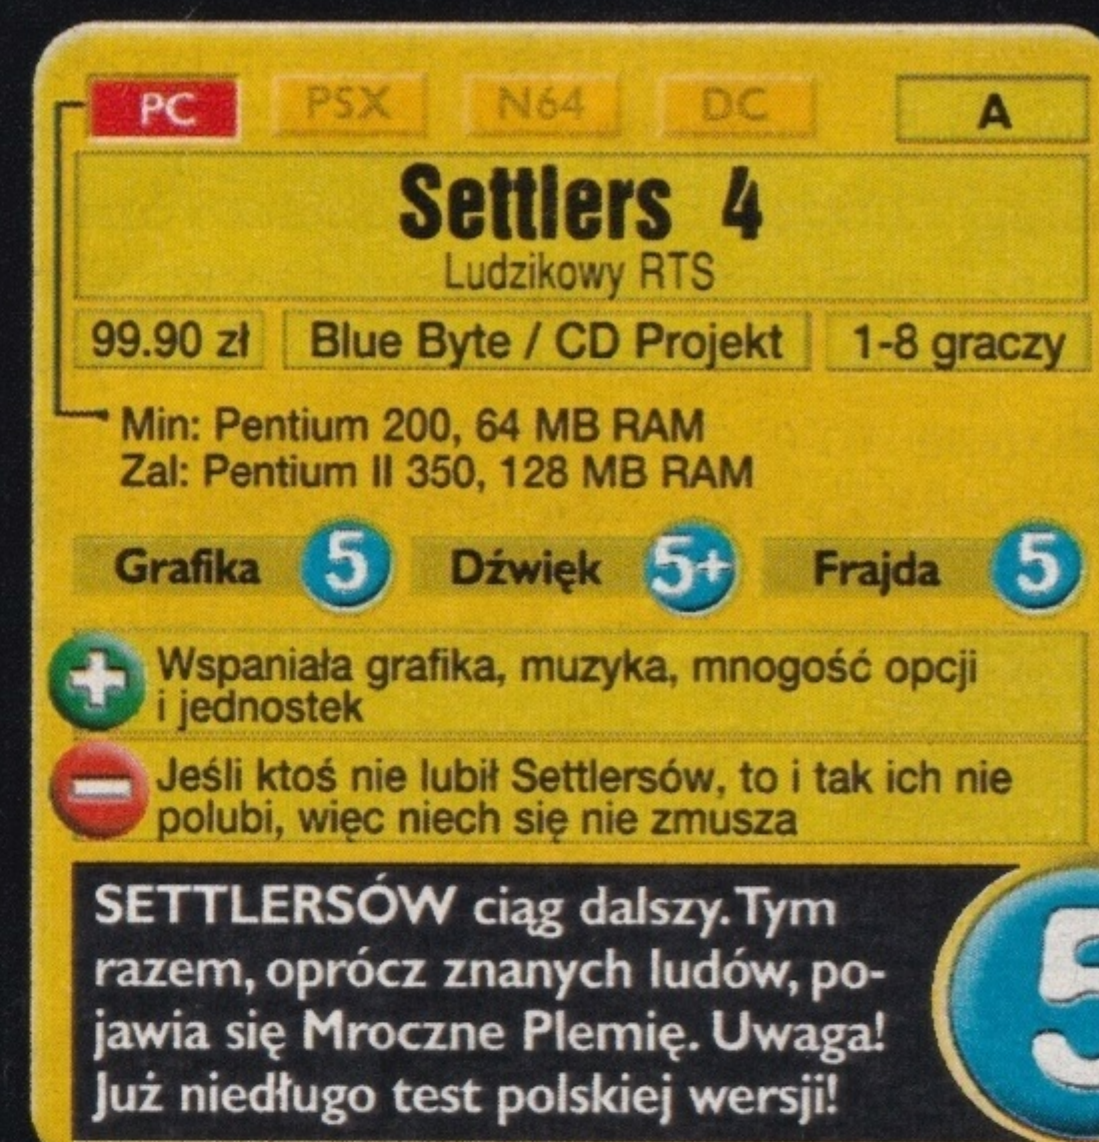 PC PSX N64 DC A
Settlers 4
Ludzikowy RTS
99.90 zł Blue Byte / CD Projekt 1-8 graczy
Min: Pentium 200, 64 MB RAM
Zal: Pentium II 350, 128 MB RAM
Grafika 5 Dźwięk 5+ Frajda 5
Wspaniała grafika, muzyka, mnogość opcji
i jednostek
Jeśli ktoś nie lubił Settlersów, to i tak ich nie
polubi, więc niech się nie zmusza
SETTLERSÓW ciąg dalszy. Tym
razem, oprócz znanych ludów, po-
jawia się Mroczne Plemię. Uwaga!
Już niedługo test polskiej wersji!
5